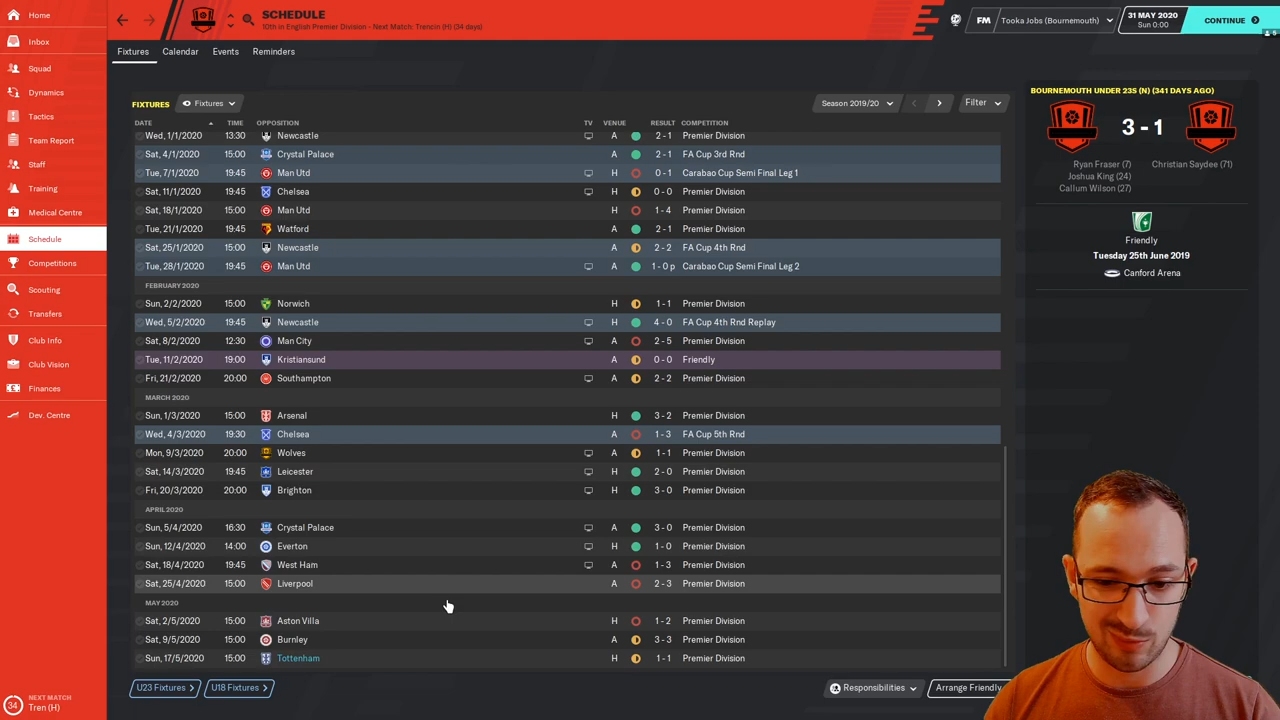 Home
Inbox
Squad
Dynamics
Tactics
Team Report
Staff
Training
Medical Centre
Schedule
Competitions
Scouting
Transfers
Club Info
Club Vision
Finances
Dev. Centre
34
NEXT MATCH
Tren (H)
SCHEDULE
10th in English Premier Division - Next Match: Trencin (H) (34 days)
FM
Tooka Jobs (Bournemouth)
31 MAY 2020
Sun 0:00
CONTINUE
Fixtures Calendar Events Reminders
FIXTURES
Fixtures
Season 2019/20
Filter
DATE TIME OPPOSITION TV VENUE RESULT COMPETITION
Wed, 1/1/2020 13:30 Newcastle A 2 - 1 Premier Division
Sat, 4/1/2020 15:00 Crystal Palace A 2 - 1 FA Cup 3rd Rnd
Tue, 7/1/2020 19:45 Man Utd H 0 - 1 Carabao Cup Semi Final Leg 1
Sat, 11/1/2020 19:45 Chelsea H 0 - 0 Premier Division
Sat, 18/1/2020 15:00 Man Utd H 1 - 4 Premier Division
Tue, 21/1/2020 19:45 Watford A 2 - 1 Premier Division
Sat, 25/1/2020 15:00 Newcastle A 2 - 2 FA Cup 4th Rnd
Tue, 28/1/2020 19:45 Man Utd A 1 - 0 p Carabao Cup Semi Final Leg 2
FEBRUARY 2020
Sun, 2/2/2020 15:00 Norwich H 1 - 1 Premier Division
Wed, 5/2/2020 19:45 Newcastle H 4 - 0 FA Cup 4th Rnd Replay
Sat, 8/2/2020 12:30 Man City A 2 - 5 Premier Division
Tue, 11/2/2020 19:00 Kristiansund A 0 - 0 Friendly
Fri, 21/2/2020 20:00 Southampton A 2 - 2 Premier Division
MARCH 2020
Sun, 1/3/2020 15:00 Arsenal H 3 - 2 Premier Division
Wed, 4/3/2020 19:30 Chelsea A 1 - 3 FA Cup 5th Rnd
Mon, 9/3/2020 20:00 Wolves A 1 - 1 Premier Division
Sat, 14/3/2020 19:45 Leicester H 2 - 0 Premier Division
Fri, 20/3/2020 20:00 Brighton H 3 - 0 Premier Division
APRIL 2020
Sun, 5/4/2020 16:30 Crystal Palace A 3 - 0 Premier Division
Sun, 12/4/2020 14:00 Everton H 1 - 0 Premier Division
Sat, 18/4/2020 19:45 West Ham A 1 - 3 Premier Division
Sat, 25/4/2020 15:00 Liverpool A 2 - 3 Premier Division
MAY 2020
Sat, 2/5/2020 15:00 Aston Villa H 1 - 2 Premier Division
Sat, 9/5/2020 15:00 Burnley A 3 - 3 Premier Division
Sun, 17/5/2020 15:00 Tottenham H 1 - 1 Premier Division
U23 Fixtures U18 Fixtures
Responsibilities
Arrange Friendly
BOURNEMOUTH UNDER 23S (N) (341 DAYS AGO)
3 - 1
Ryan Fraser (7)
Joshua King (24)
Callum Wilson (27)
Christian Saydee (71)
Friendly
Tuesday 25th June 2019
Canford Arena